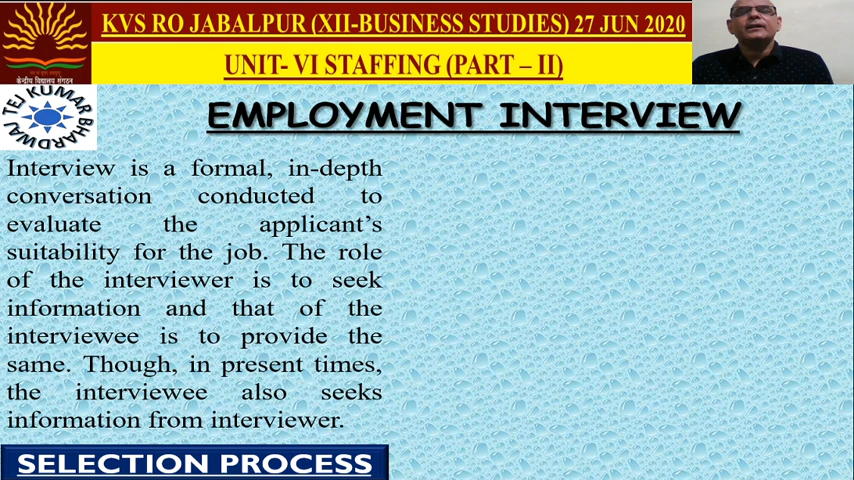 KVS RO JABALPUR (XII-BUSINESS STUDIES) 27 JUN 2020
UNIT- VI STAFFING (PART – II)
केन्द्रीय विद्यालय संगठन
TEJ KUMAR BHARDWAJ
EMPLOYMENT INTERVIEW
Interview is a formal, in-depth
conversation conducted to
evaluate the applicant’s
suitability for the job. The role
of the interviewer is to seek
information and that of the
interviewee is to provide the
same. Though, in present times,
the interviewee also seeks
information from interviewer.
SELECTION PROCESS